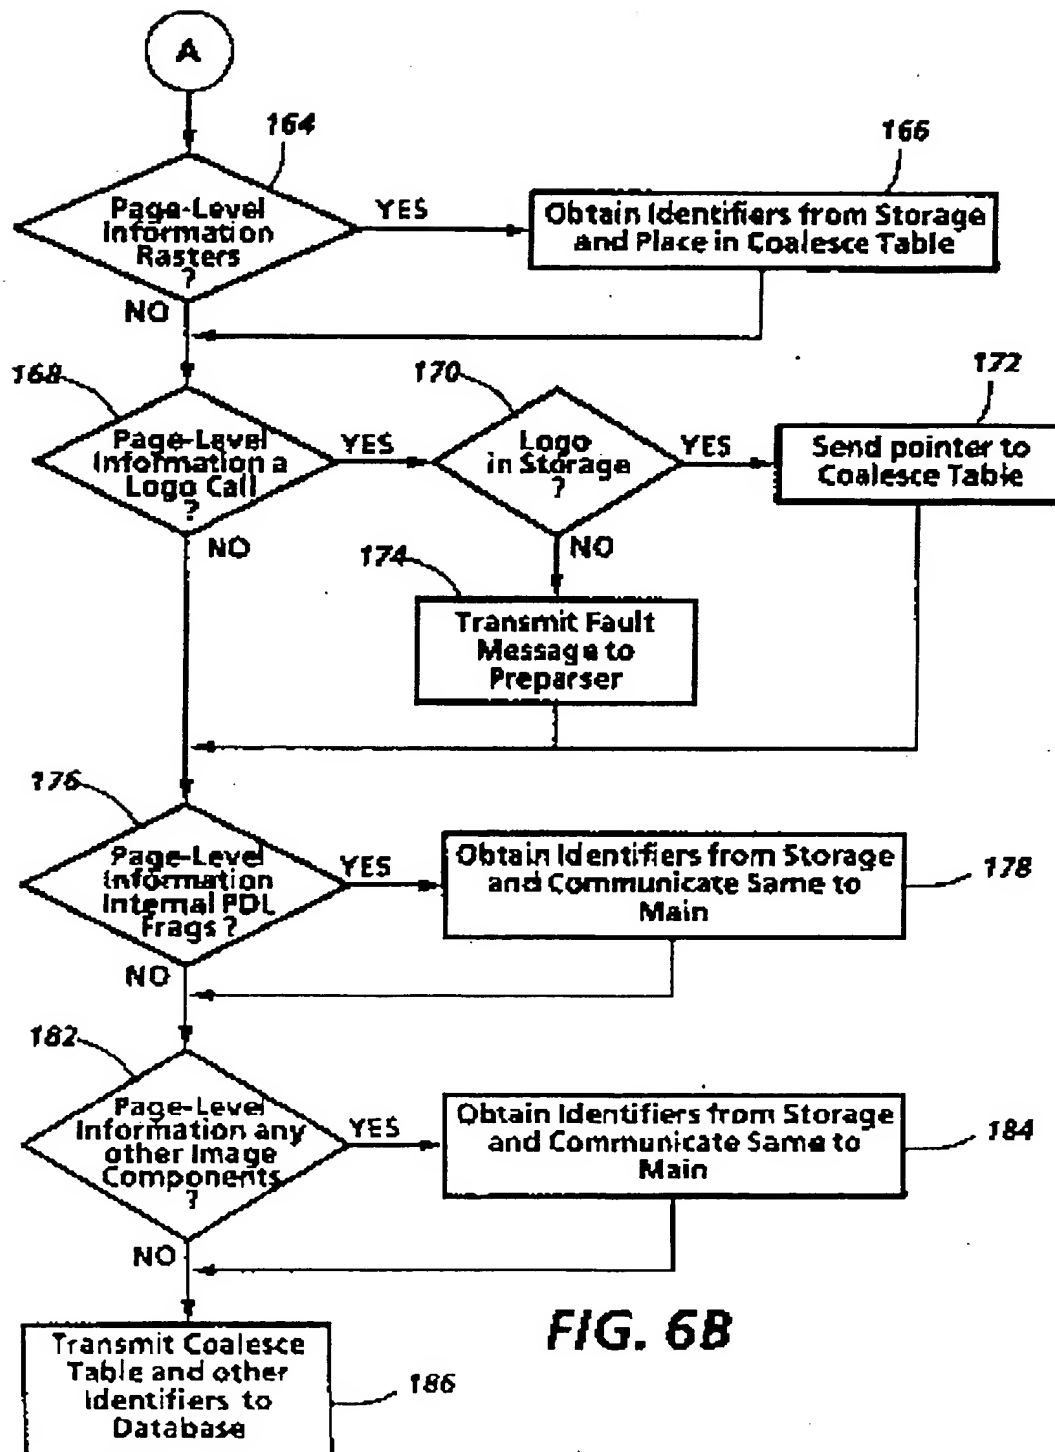 A
164
166
Page-Level
Information
Rasters
?
YES
Obtain Identifiers from Storage
and Place in Coalesce Table
NO
168
170
172
Page-Level
Information a
Logo Call
?
YES
Logo
in Storage
?
YES
Send pointer to
Coalesce Table
NO
174
NO
Transmit Fault
Message to
Preparser
176
Page-Level
Information
Internal PDL
Frags ?
YES
Obtain Identifiers from Storage
and Communicate Same to
Main
178
NO
182
Page-Level
Information any
other Image
Components
?
YES
Obtain Identifiers from Storage
and Communicate Same to
Main
184
NO
FIG. 6B
Transmit Coalesce
Table and other
Identifiers to
Database
186